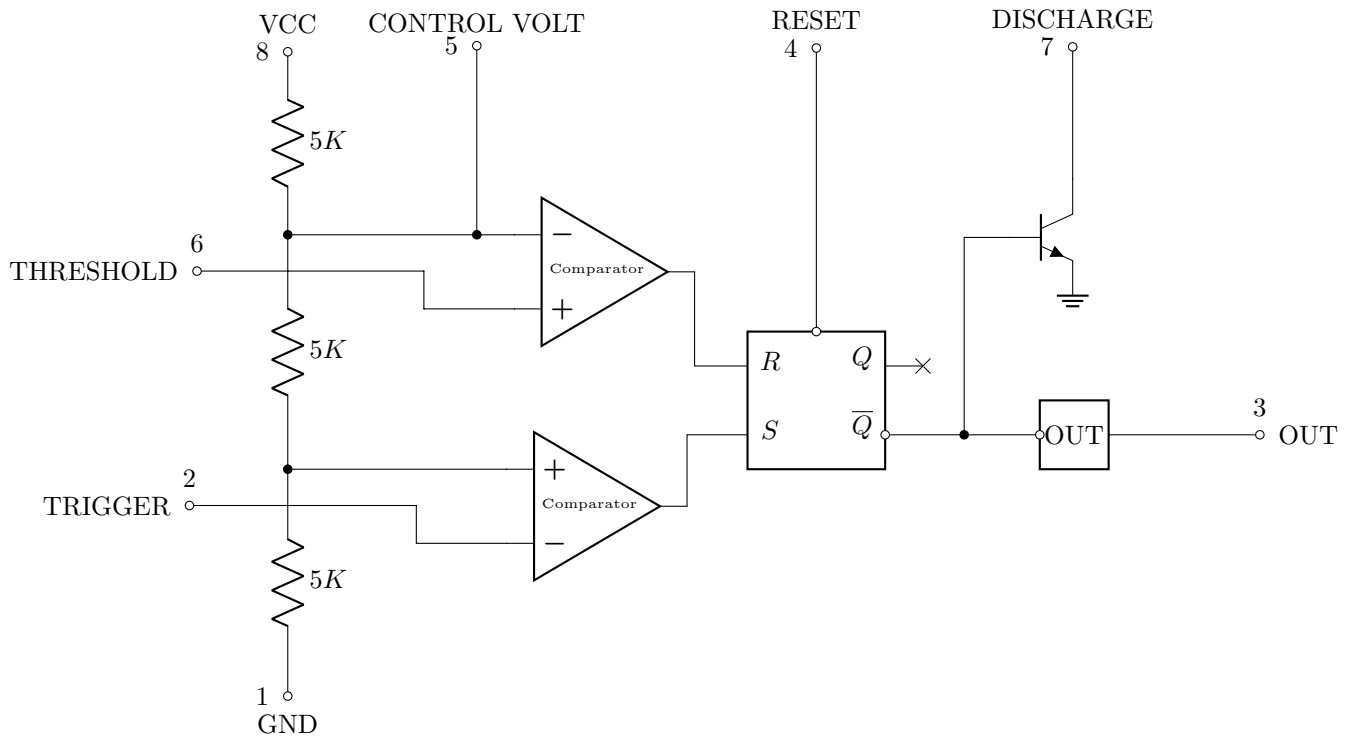 VCC
8
CONTROL VOLT
5
RESET
4
DISCHARGE
7
5K
6
THRESHOLD
−
Comparator
+
5K
R
Q
S
Q̅
OUT
3
OUT
2
TRIGGER
+
Comparator
−
5K
1
GND